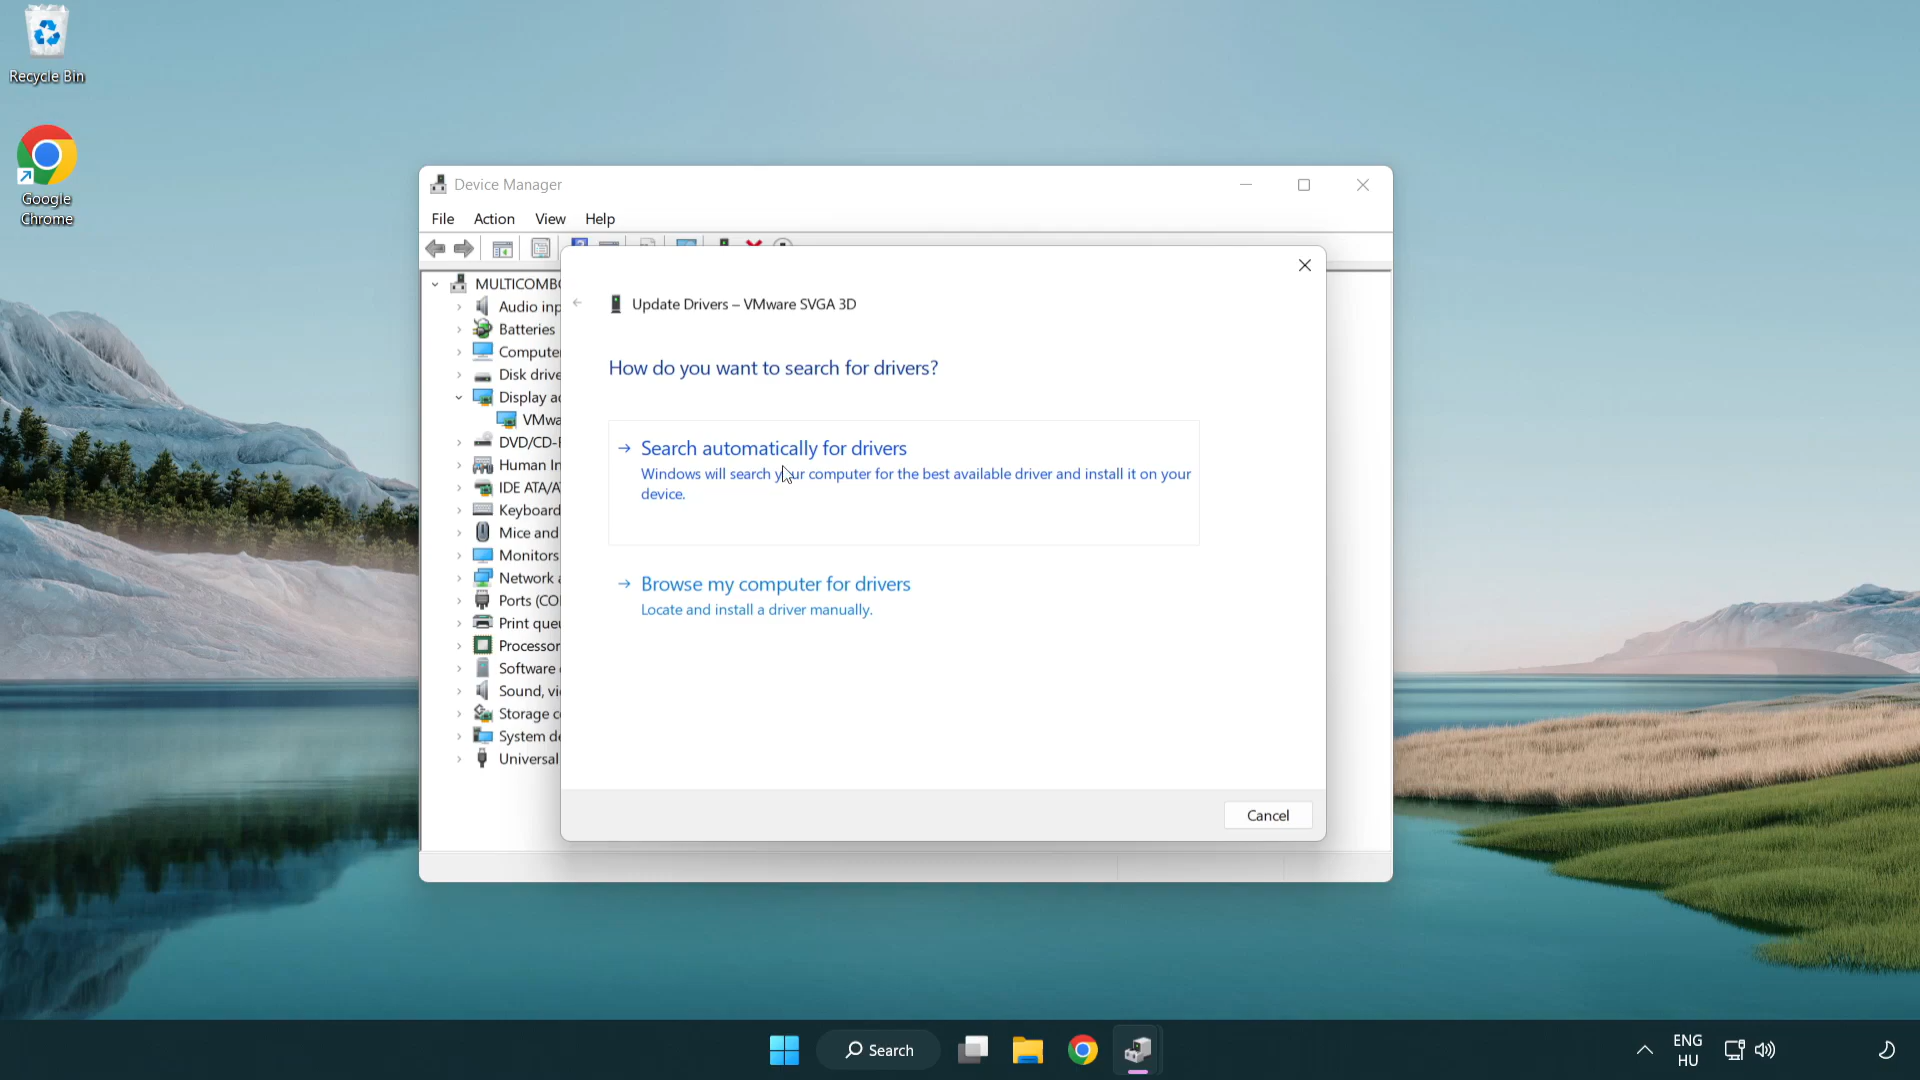 Recycle Bin
Google
Chrome
Device Manager
File Action View Help
MULTICOMB
Audio inp
Batteries
Compute
Disk drive
Display a
VMwa
DVD/CD-
Human In
IDE ATA/A
Keyboard
Mice and
Monitors
Network
Ports (CO
Print que
Processor
Software
Sound, vi
Storage c
System de
Universal
Update Drivers – VMware SVGA 3D
How do you want to search for drivers?
Search automatically for drivers
Windows will search your computer for the best available driver and install it on your
device.
Browse my computer for drivers
Locate and install a driver manually.
Cancel
Search
ENG
HU